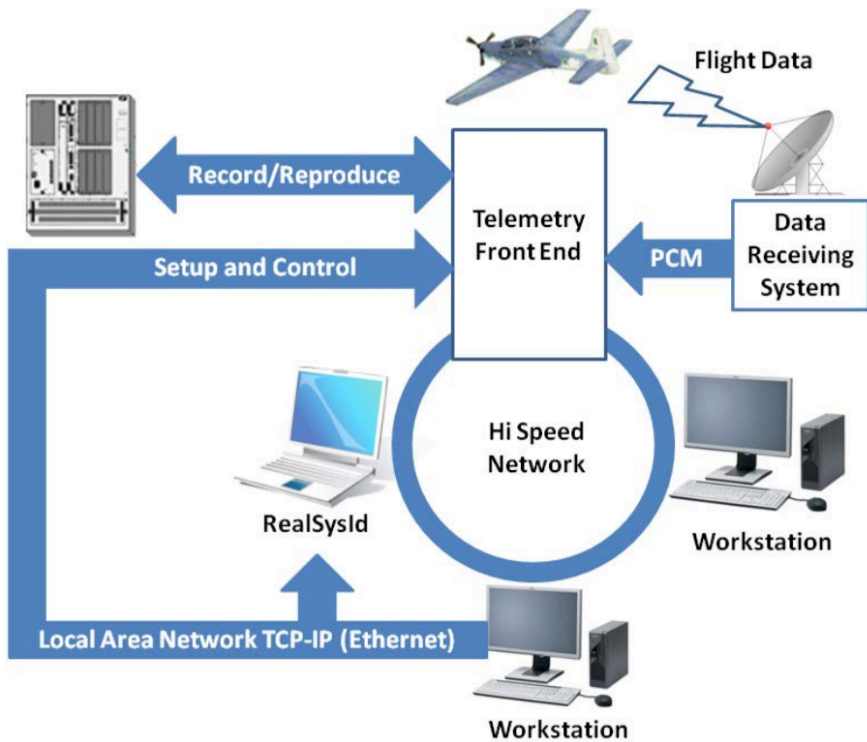 Flight Data
Record/Reproduce
Telemetry
Front End
Data
Receiving
System
PCM
Setup and Control
Hi Speed
Network
RealSysId
Workstation
Local Area Network TCP-IP (Ethernet)
Workstation